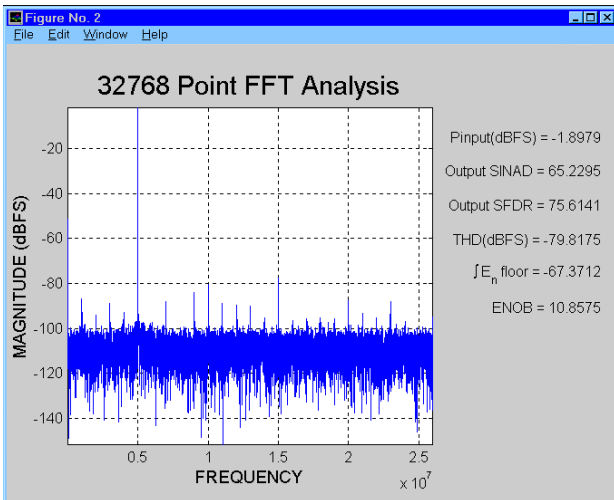 Figure No. 2
File Edit Window Help
32768 Point FFT Analysis
MAGNITUDE (dBFS)
-20
-40
-60
-80
-100
-120
-140
0.5 1 1.5 2 2.5
x 10^7
FREQUENCY
Pinput(dBFS) = -1.8979
Output SINAD = 65.2295
Output SFDR = 75.6141
THD(dBFS) = -79.8175
∫E_n floor = -67.3712
ENOB = 10.8575